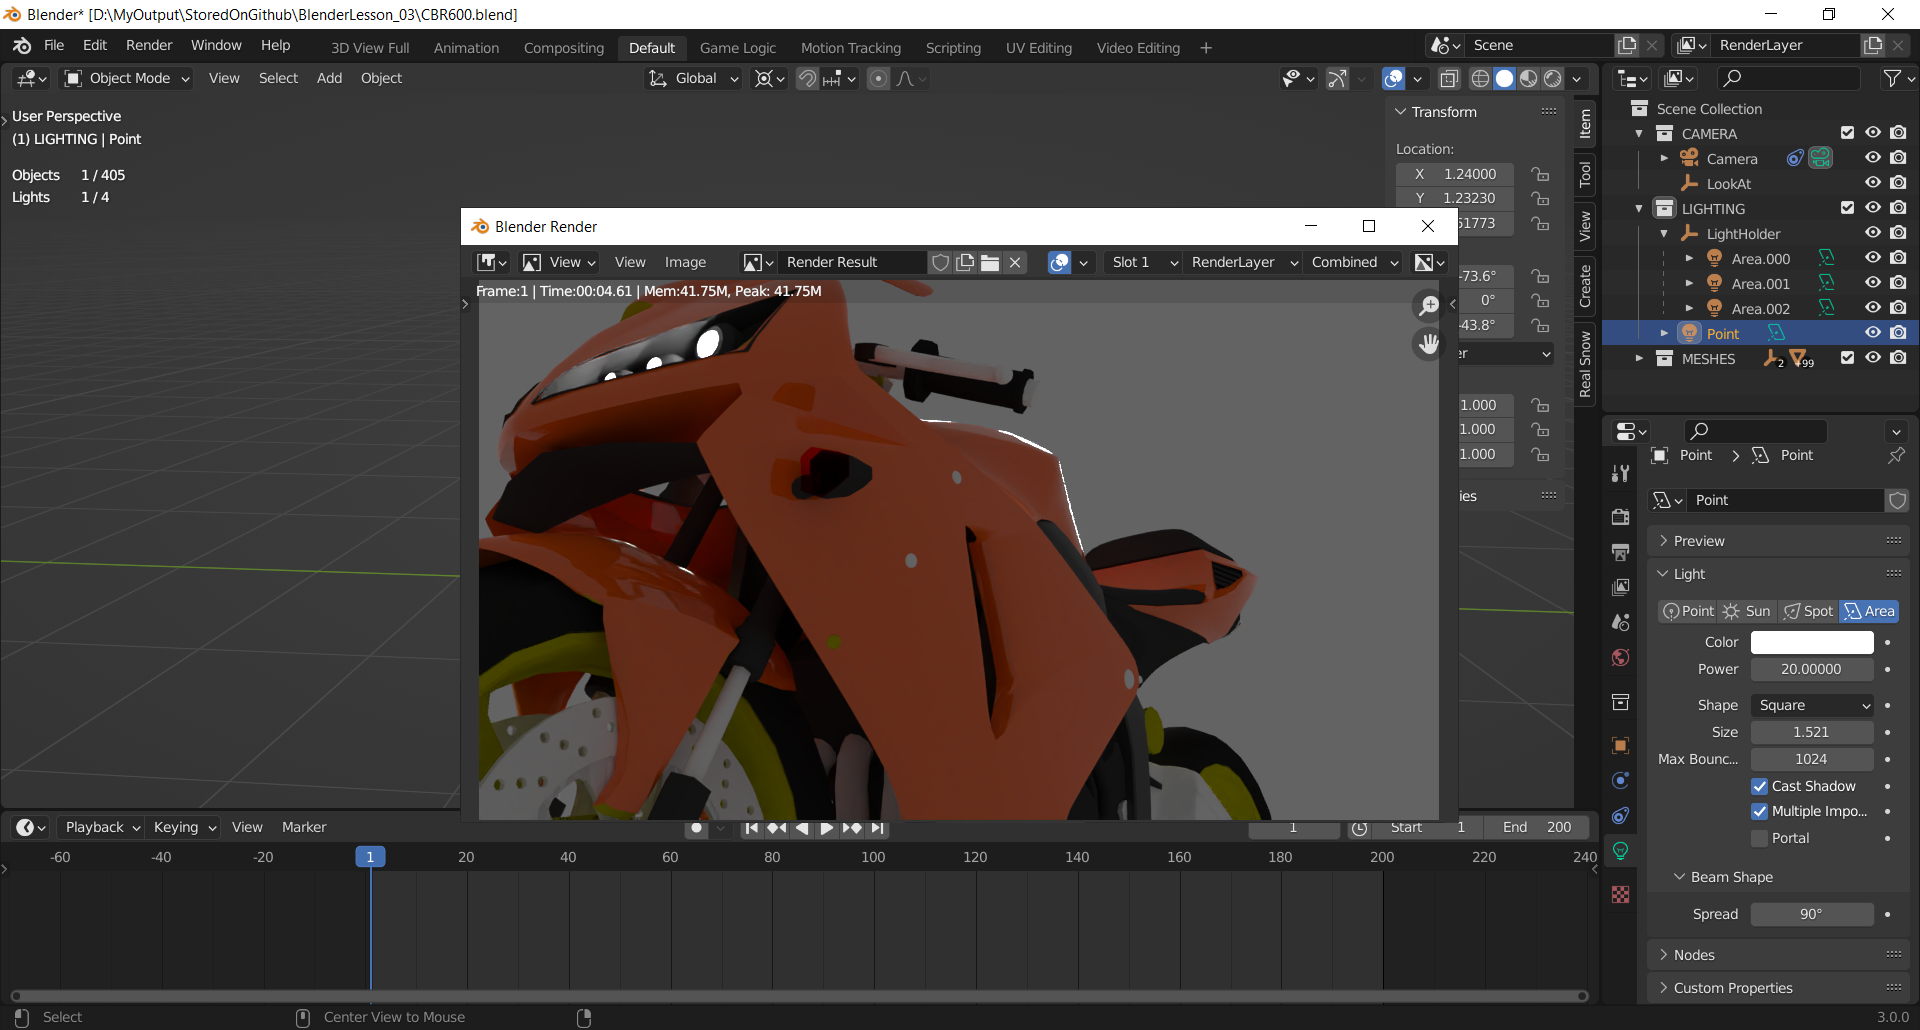 Blender* [D:\MyOutput\StoredOnGithub\BlenderLesson_03\CBR600.blend]
File Edit Render Window Help 3D View Full Animation Compositing Default Game Logic Motion Tracking Scripting UV Editing Video Editing + Scene RenderLayer
Object Mode View Select Add Object Global
User Perspective
(1) LIGHTING | Point
Objects 1 / 405
Lights 1 / 4
Transform
Location:
X 1.24000
Y 1.23230
51773
-73.6°
0°
43.8°
er
1.000
1.000
1.000
ies
Item
Tool
View
Create
Real Snow
Blender Render
View View Image Render Result Slot 1 RenderLayer Combined
Frame:1 | Time:00:04.61 | Mem:41.75M, Peak: 41.75M
Scene Collection
CAMERA
Camera
LookAt
LIGHTING
LightHolder
Area.000
Area.001
Area.002
Point
MESHES 2 +99
Point > Point
Point
Preview
Light
Point Sun Spot Area
Color
Power 20.00000
Shape Square
Size 1.521
Max Bounc... 1024
Cast Shadow
Multiple Impo...
Portal
Beam Shape
Spread 90°
Nodes
Custom Properties
Playback Keying View Marker 1 Start 1 End 200
-60 -40 -20 1 20 40 60 80 100 120 140 160 180 200 220 240
Select Center View to Mouse 3.0.0